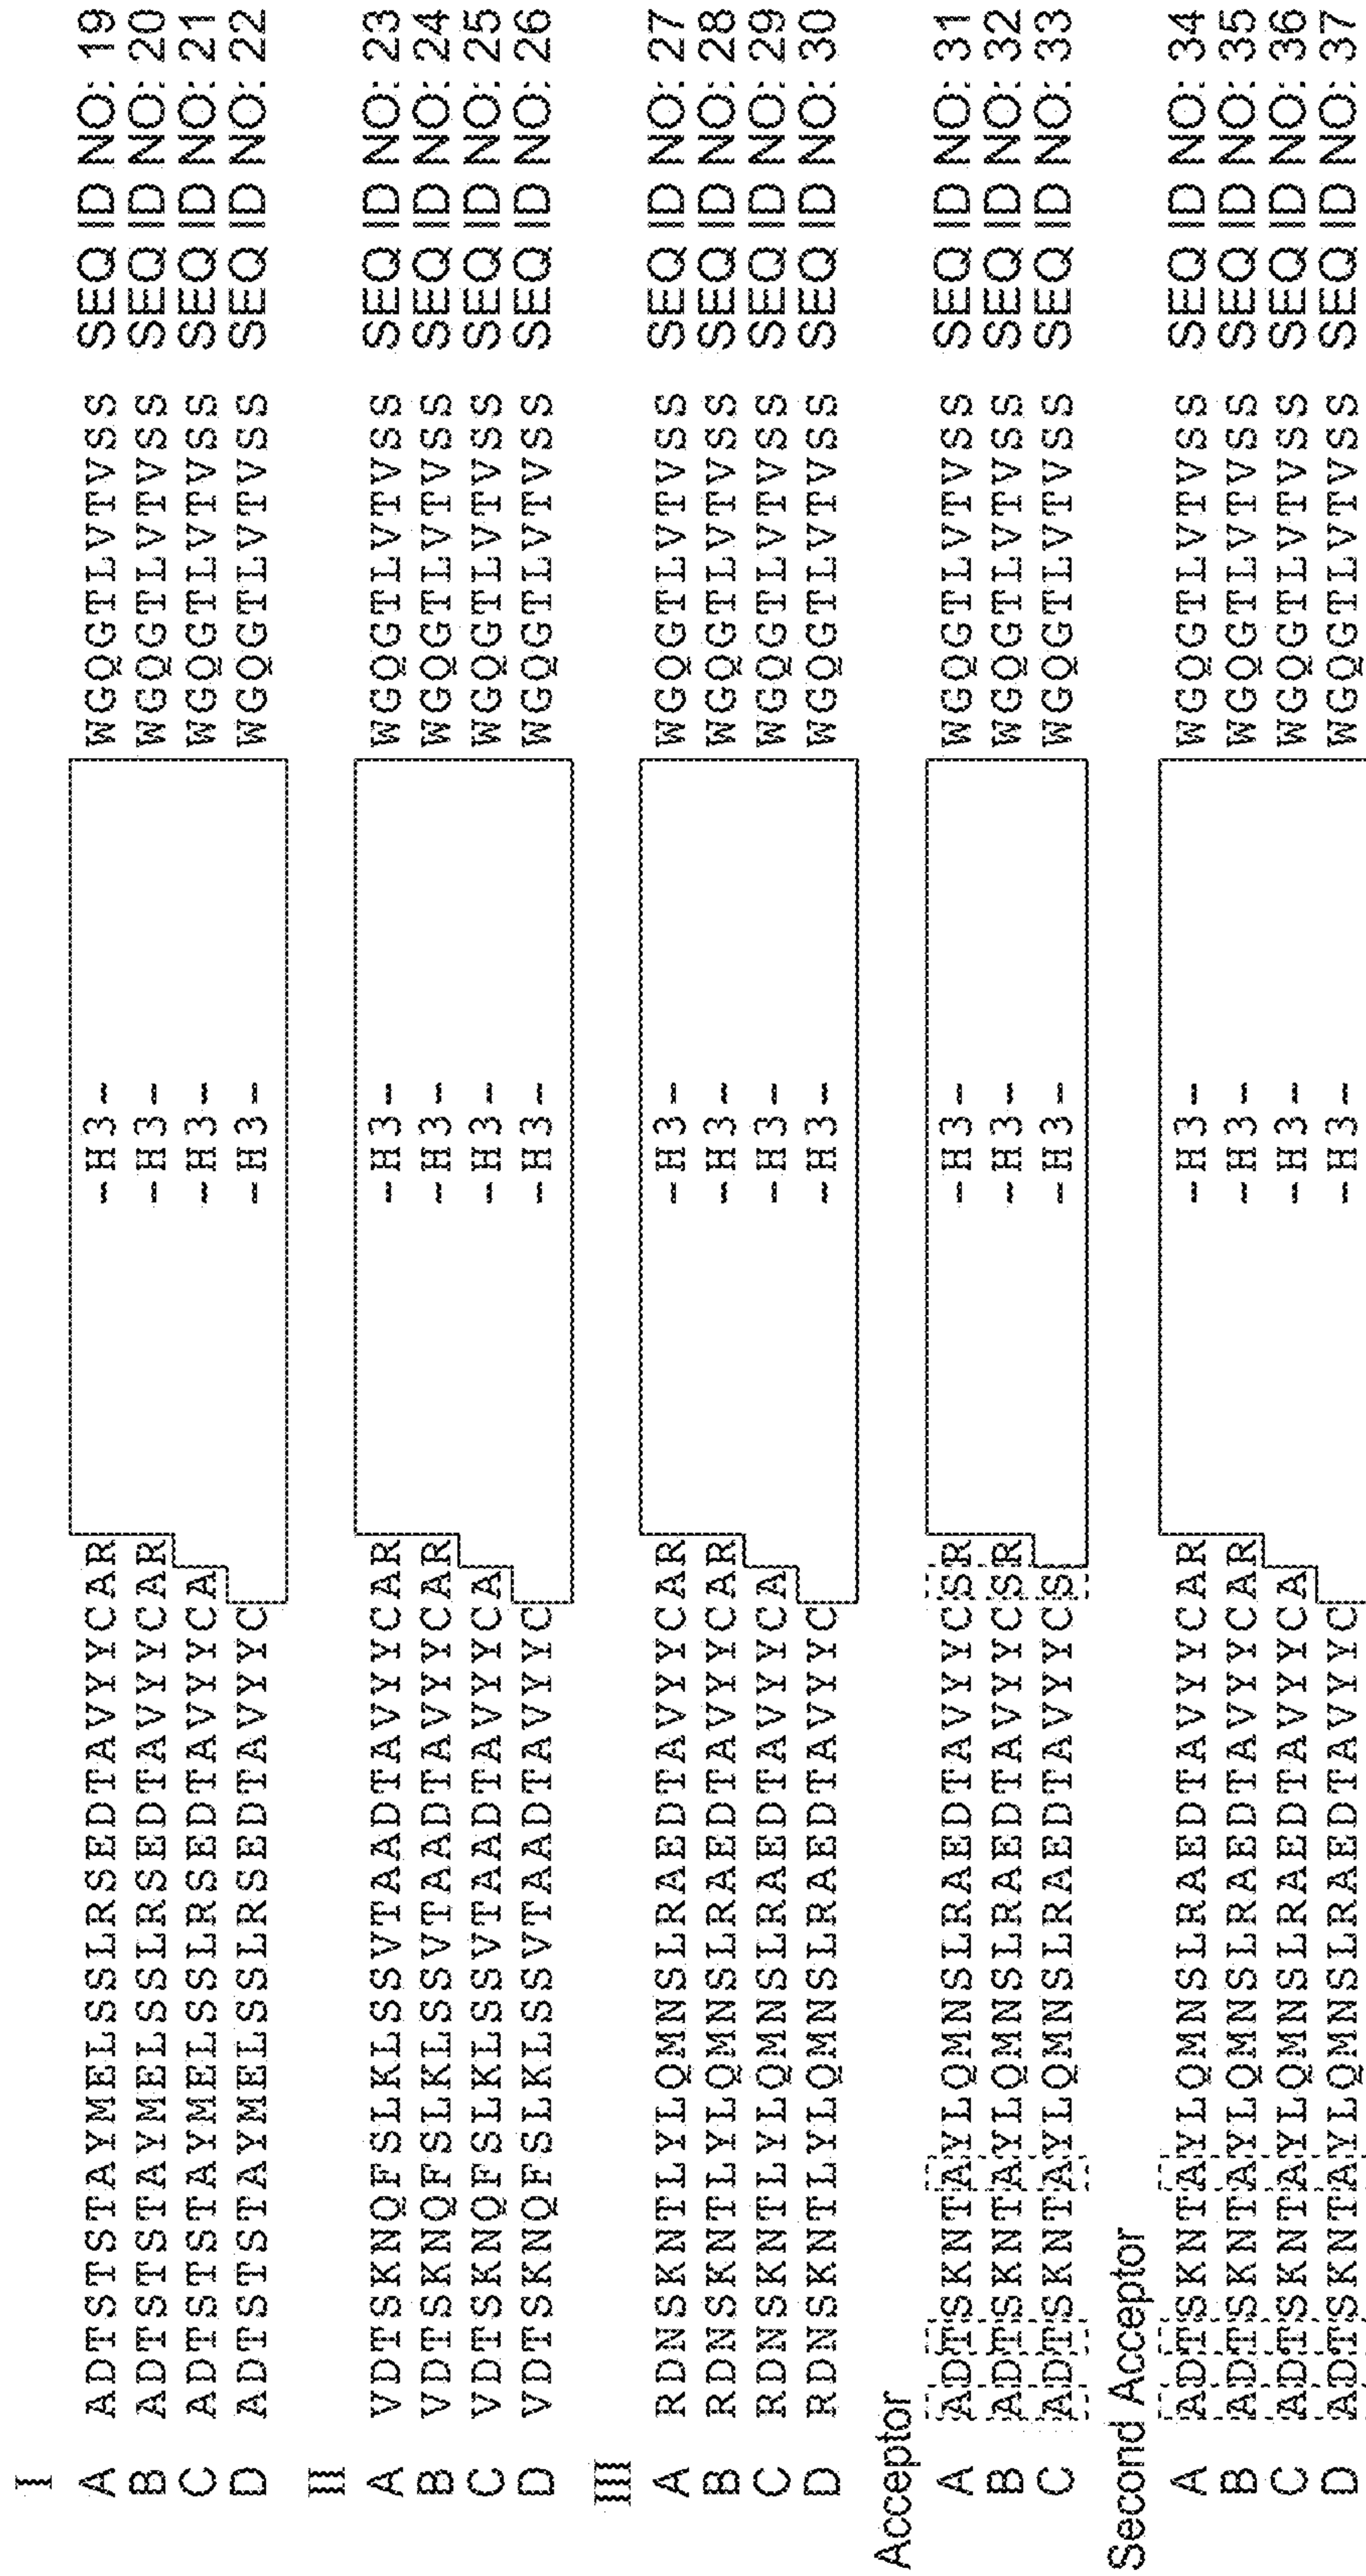 I
A ADTSTSTAYMELSSLRSEDTAVYYCAR -H3- WGQGTLVTVSS SEQ ID NO: 19
B ADTSTSTAYMELSSLRSEDTAVYYCAR -H3- WGQGTLVTVSS SEQ ID NO: 20
C ADTSTSTAYMELSSLRSEDTAVYYCA -H3- WGQGTLVTVSS SEQ ID NO: 21
D ADTSTSTAYMELSSLRSEDTAVYYC -H3- WGQGTLVTVSS SEQ ID NO: 22
II
A VDTSKNQFSLKLSSVTAADTAVYYCAR -H3- WGQGTLVTVSS SEQ ID NO: 23
B VDTSKNQFSLKLSSVTAADTAVYYCAR -H3- WGQGTLVTVSS SEQ ID NO: 24
C VDTSKNQFSLKLSSVTAADTAVYYCA -H3- WGQGTLVTVSS SEQ ID NO: 25
D VDTSKNQFSLKLSSVTAADTAVYYC -H3- WGQGTLVTVSS SEQ ID NO: 26
III
A RDNSKNTLYLQMNSLRAEDTAVYYCAR -H3- WGQGTLVTVSS SEQ ID NO: 27
B RDNSKNTLYLQMNSLRAEDTAVYYCAR -H3- WGQGTLVTVSS SEQ ID NO: 28
C RDNSKNTLYLQMNSLRAEDTAVYYCA -H3- WGQGTLVTVSS SEQ ID NO: 29
D RDNSKNTLYLQMNSLRAEDTAVYYC -H3- WGQGTLVTVSS SEQ ID NO: 30
Acceptor
A ADTSKNTAYLQMNSLRAEDTAVYYCSR -H3- WGQGTLVTVSS SEQ ID NO: 31
B ADTSKNTAYLQMNSLRAEDTAVYYCSR -H3- WGQGTLVTVSS SEQ ID NO: 32
C ADTSKNTAYLQMNSLRAEDTAVYYCS -H3- WGQGTLVTVSS SEQ ID NO: 33
Second Acceptor
A ADTSKNTAYLQMNSLRAEDTAVYYCAR -H3- WGQGTLVTVSS SEQ ID NO: 34
B ADTSKNTAYLQMNSLRAEDTAVYYCAR -H3- WGQGTLVTVSS SEQ ID NO: 35
C ADTSKNTAYLQMNSLRAEDTAVYYCA -H3- WGQGTLVTVSS SEQ ID NO: 36
D ADTSKNTAYLQMNSLRAEDTAVYYC -H3- WGQGTLVTVSS SEQ ID NO: 37